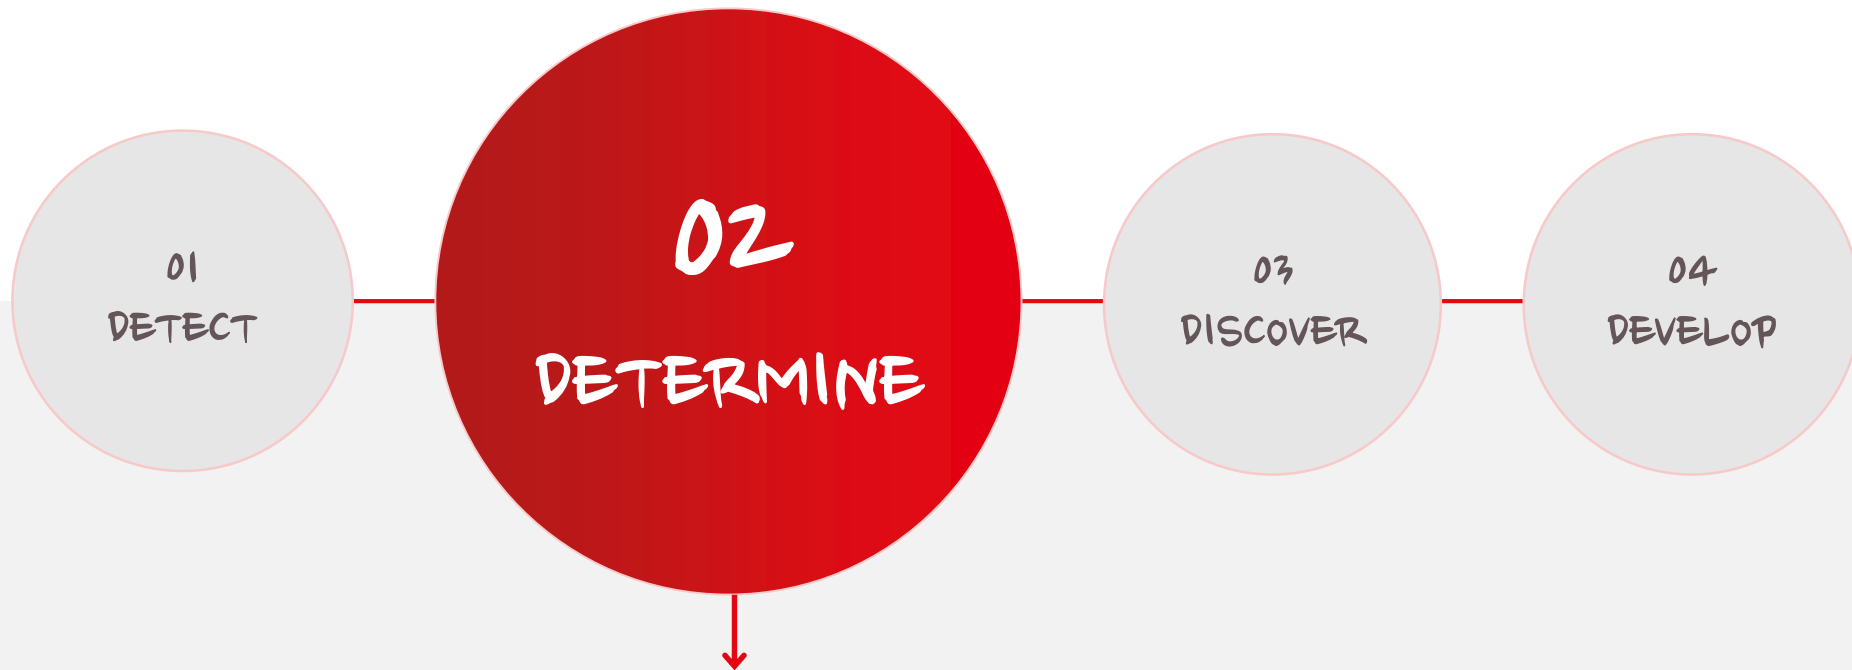 01
DETECT
02
DETERMINE
03
DISCOVER
04
DEVELOP